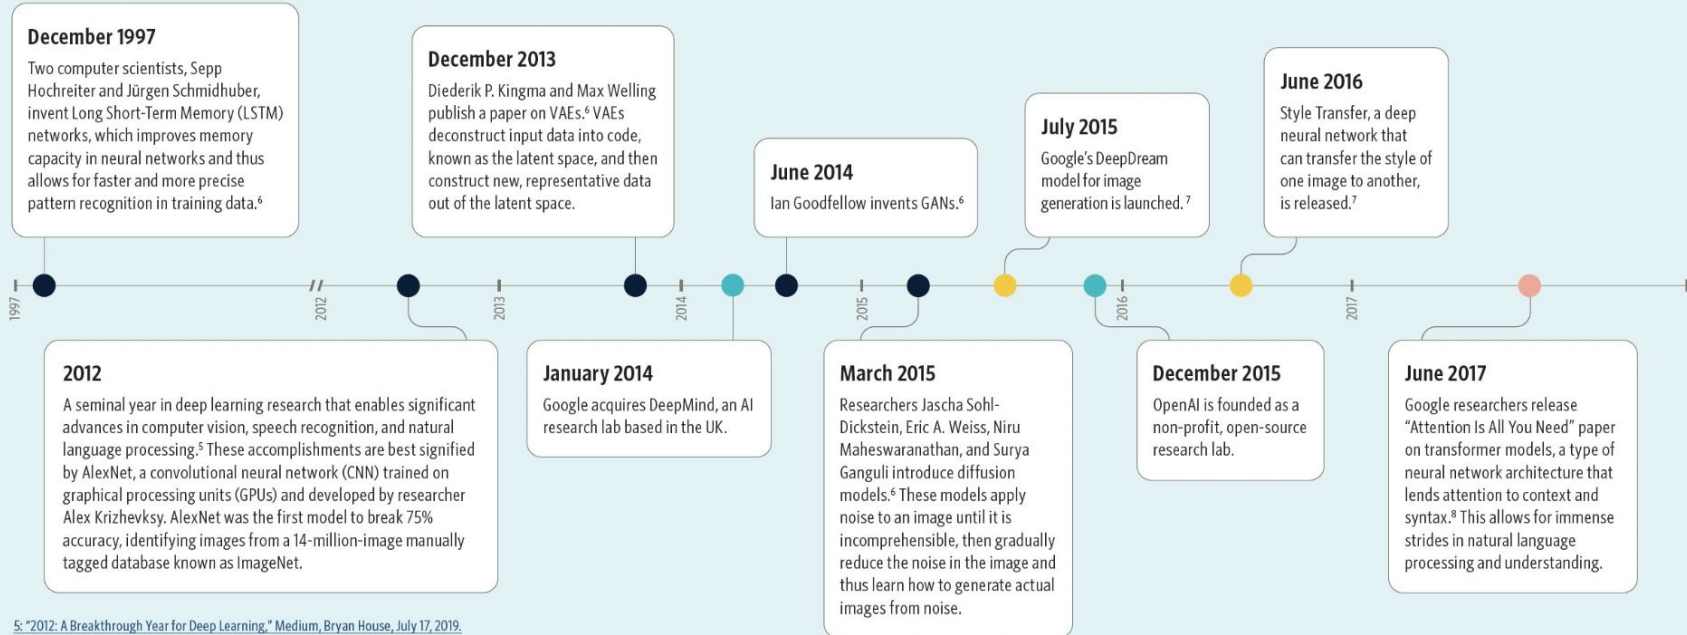 December 1997
Two computer scientists, Sepp
Hochreiter and Jürgen Schmidhuber,
invent Long Short-Term Memory (LSTM)
networks, which improves memory
capacity in neural networks and thus
allows for faster and more precise
pattern recognition in training data.⁶
December 2013
Diederik P. Kingma and Max Welling
publish a paper on VAEs.⁶ VAEs
deconstruct input data into code,
known as the latent space, and then
construct new, representative data
out of the latent space.
June 2014
Ian Goodfellow invents GANs.⁶
July 2015
Google's DeepDream
model for image
generation is launched.⁷
June 2016
Style Transfer, a deep
neural network that
can transfer the style of
one image to another,
is released.⁷
1997
2012
2013
2014
2015
2016
2017
2012
A seminal year in deep learning research that enables significant
advances in computer vision, speech recognition, and natural
language processing.⁵ These accomplishments are best signified
by AlexNet, a convolutional neural network (CNN) trained on
graphical processing units (GPUs) and developed by researcher
Alex Krizhevksy. AlexNet was the first model to break 75%
accuracy, identifying images from a 14-million-image manually
tagged database known as ImageNet.
January 2014
Google acquires DeepMind, an AI
research lab based in the UK.
March 2015
Researchers Jascha Sohl-
Dickstein, Eric A. Weiss, Niru
Maheswaranathan, and Surya
Ganguli introduce diffusion
models.⁶ These models apply
noise to an image until it is
incomprehensible, then gradually
reduce the noise in the image and
thus learn how to generate actual
images from noise.
December 2015
OpenAI is founded as a
non-profit, open-source
research lab.
June 2017
Google researchers release
“Attention Is All You Need” paper
on transformer models, a type of
neural network architecture that
lends attention to context and
syntax.⁸ This allows for immense
strides in natural language
processing and understanding.
5: “2012: A Breakthrough Year for Deep Learning,” Medium, Bryan House, July 17, 2019.